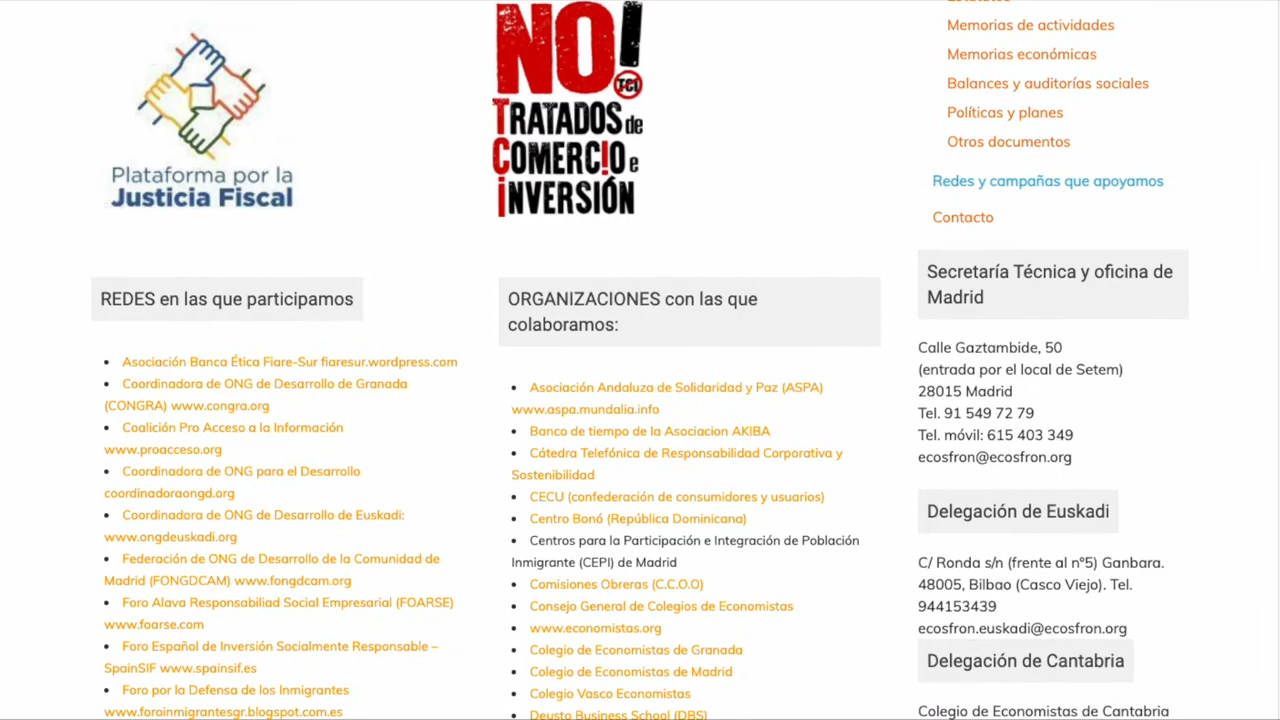 Plataforma por la
Justicia Fiscal
NO!
TCI
TRATADOS de
COMERC!O e
iNVERSIÓN
REDES en las que participamos
Asociación Banca Ética Fiare-Sur fiaresur.wordpress.com
Coordinadora de ONG de Desarrollo de Granada
(CONGRA) www.congra.org
Coalición Pro Acceso a la Información
www.proacceso.org
Coordinadora de ONG para el Desarrollo
coordinadoraongd.org
Coordinadora de ONG de Desarrollo de Euskadi:
www.ongdeuskadi.org
Federación de ONG de Desarrollo de la Comunidad de
Madrid (FONGDCAM) www.fongdcam.org
Foro Alava Responsabiliad Social Empresarial (FOARSE)
www.foarse.com
Foro Español de Inversión Socialmente Responsable –
SpainSIF www.spainsif.es
Foro por la Defensa de los Inmigrantes
www.foroinmigrantesgr.blogspot.com.es
ORGANIZACIONES con las que
colaboramos:
Asociación Andaluza de Solidaridad y Paz (ASPA)
www.aspa.mundalia.info
Banco de tiempo de la Asociacion AKIBA
Cátedra Telefónica de Responsabilidad Corporativa y
Sostenibilidad
CECU (confederación de consumidores y usuarios)
Centro Bonó (República Dominicana)
Centros para la Participación e Integración de Población
Inmigrante (CEPI) de Madrid
Comisiones Obreras (C.C.O.O)
Consejo General de Colegios de Economistas
www.economistas.org
Colegio de Economistas de Granada
Colegio de Economistas de Madrid
Colegio Vasco Economistas
Deusto Business School (DBS)
Memorias de actividades
Memorias económicas
Balances y auditorías sociales
Políticas y planes
Otros documentos
Redes y campañas que apoyamos
Contacto
Secretaría Técnica y oficina de
Madrid
Calle Gaztambide, 50
(entrada por el local de Setem)
28015 Madrid
Tel. 91 549 72 79
Tel. móvil: 615 403 349
ecosfron@ecosfron.org
Delegación de Euskadi
C/ Ronda s/n (frente al nº5) Ganbara.
48005, Bilbao (Casco Viejo). Tel.
944153439
ecosfron.euskadi@ecosfron.org
Delegación de Cantabria
Colegio de Economistas de Cantabria